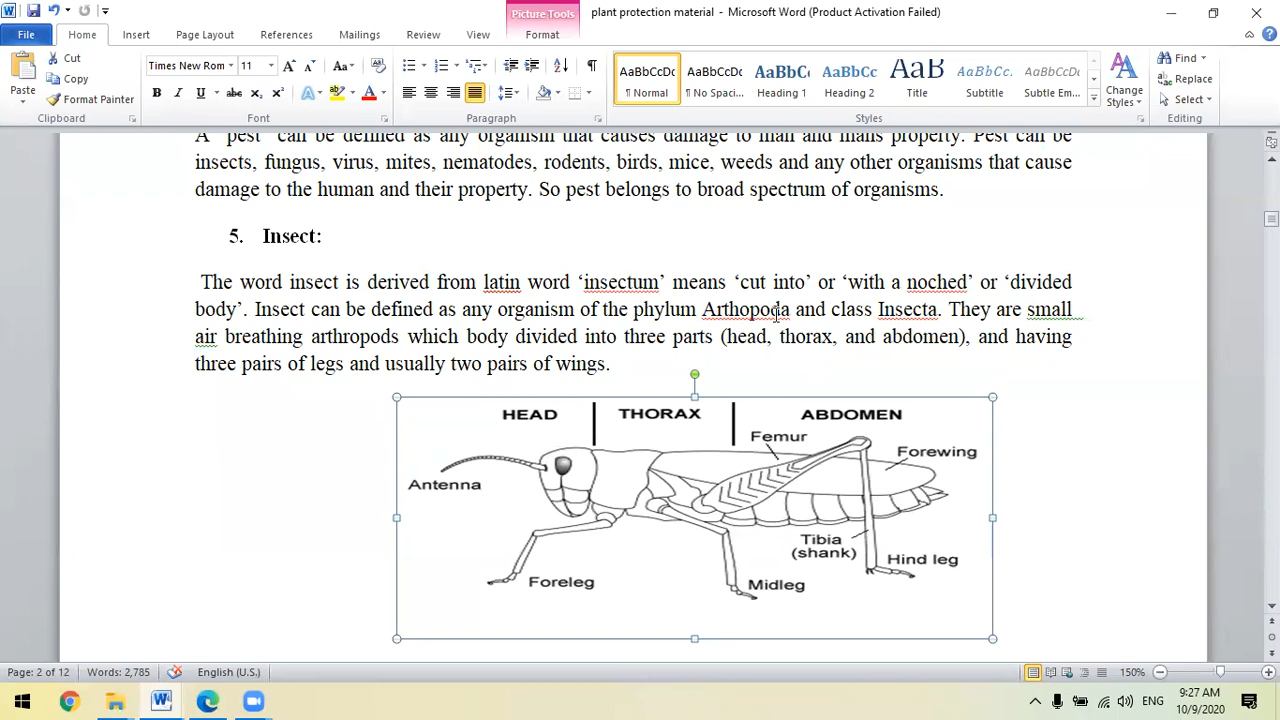 Picture Tools
plant protection material - Microsoft Word (Product Activation Failed)
File Home Insert Page Layout References Mailings Review View Format
Paste Cut Copy Format Painter
Times New Rom 11
AaBbCcDc AaBbCcDc AaBbC AaBbCc AaB AaBbCcL AaBbCcDc
¶ Normal ¶ No Spaci... Heading 1 Heading 2 Title Subtitle Subtle Em...
Change Styles
Find Replace Select
Clipboard Font Paragraph Styles Editing
A pest can be defined as any organism that causes damage to man and mans property. Pest can be
insects, fungus, virus, mites, nematodes, rodents, birds, mice, weeds and any other organisms that cause
damage to the human and their property. So pest belongs to broad spectrum of organisms.
5. Insect:
The word insect is derived from latin word ‘insectum’ means ‘cut into’ or ‘with a noched’ or ‘divided
body’. Insect can be defined as any organism of the phylum Arthopoda and class Insecta. They are small
air breathing arthropods which body divided into three parts (head, thorax, and abdomen), and having
three pairs of legs and usually two pairs of wings.
HEAD THORAX ABDOMEN
Femur
Forewing
Antenna
Tibia
(shank)
Hind leg
Foreleg
Midleg
Page: 2 of 12 Words: 2,785 English (U.S.) 150%
ENG 9:27 AM
10/9/2020